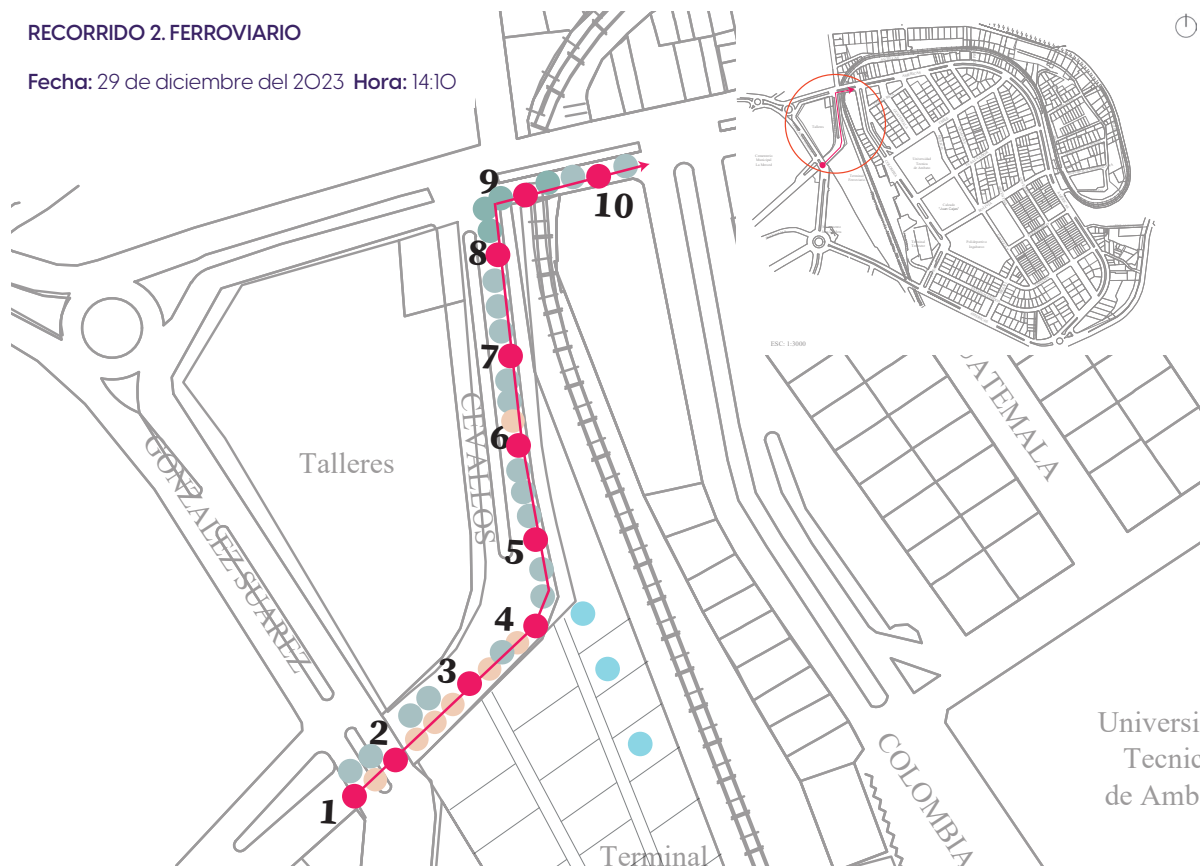 RECORRIDO 2. FERROVIARIO
Fecha: 29 de diciembre del 2023 Hora: 14:10
9
10
8
7
6
5
4
3
2
1
Talleres
CEVALLOS
GONZALEZ SUAREZ
ATEMALA
COLOMBIA
Universi
Tecnic
de Amb
Terminal
ESC: 1:3000